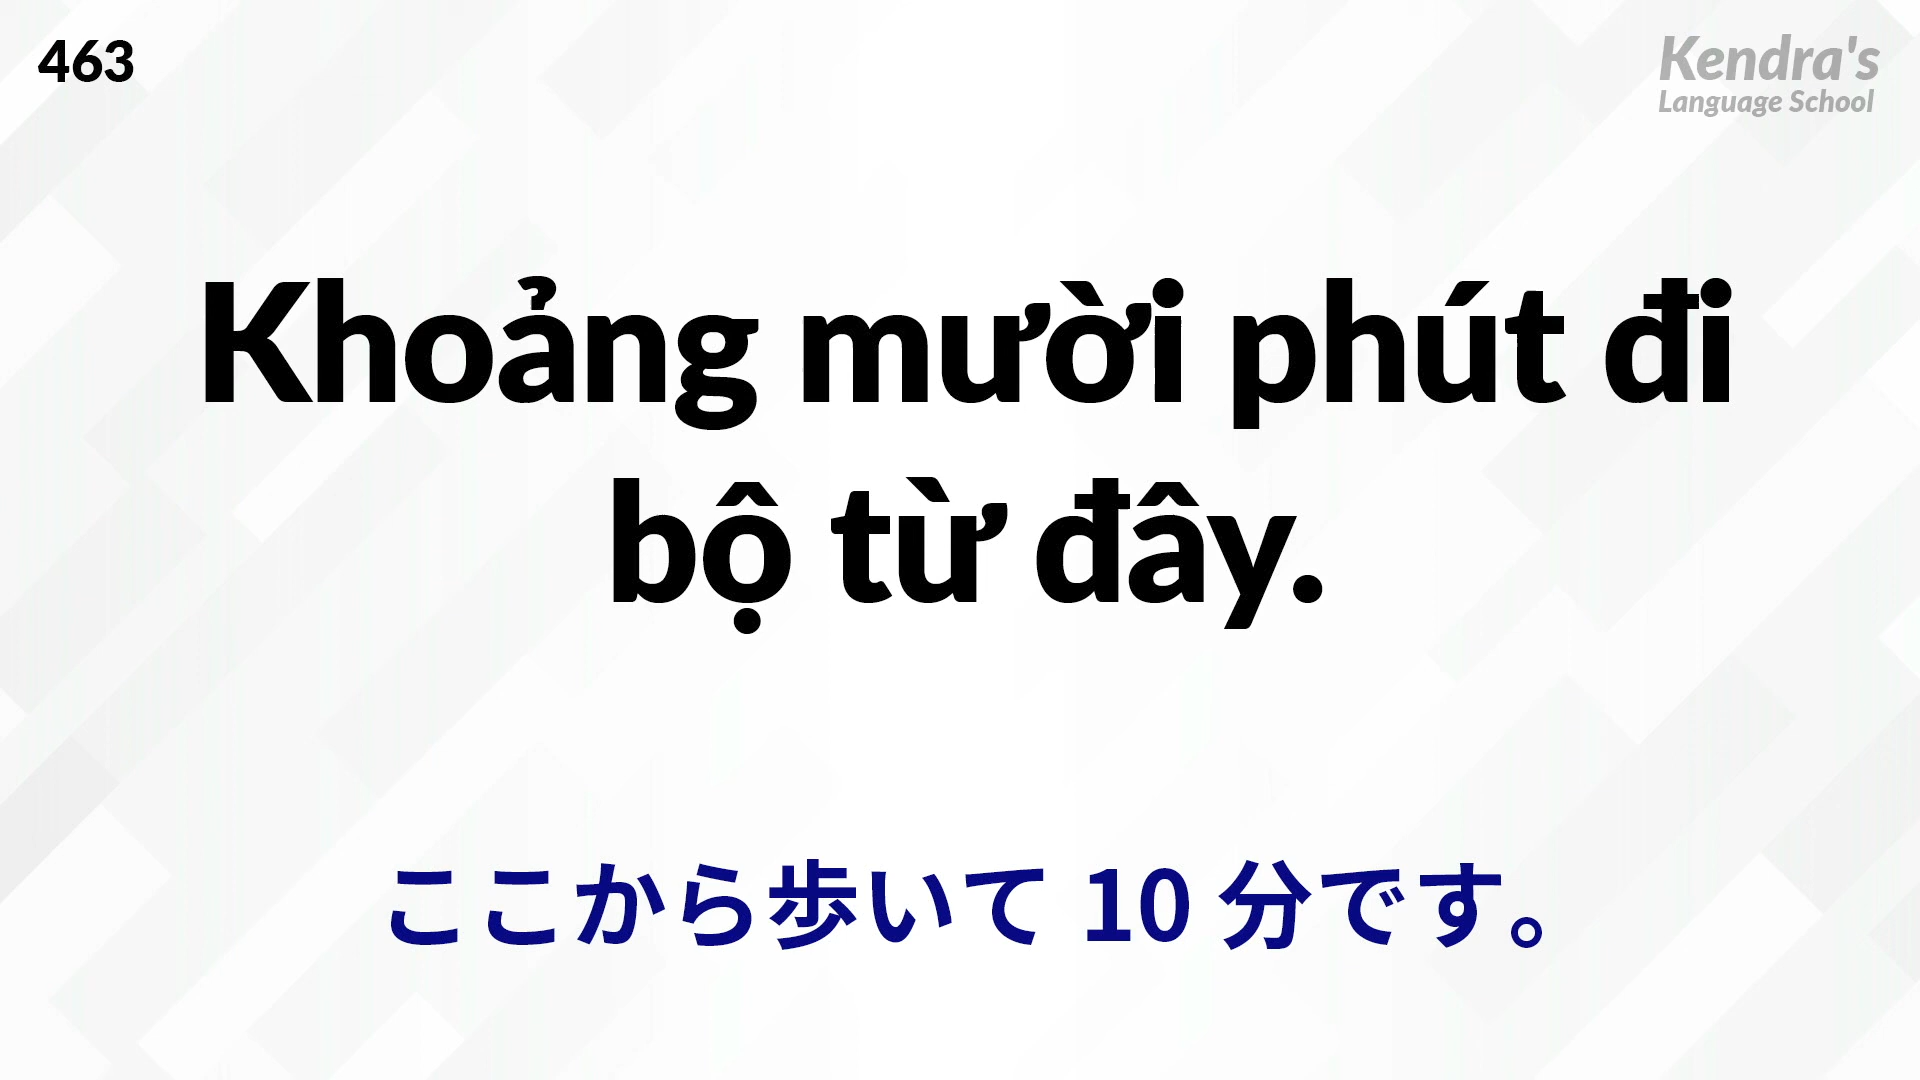 463
Kendra's
Language School
Khoảng mười phút đi
bộ từ đây.
ここから歩いて 10 分です。